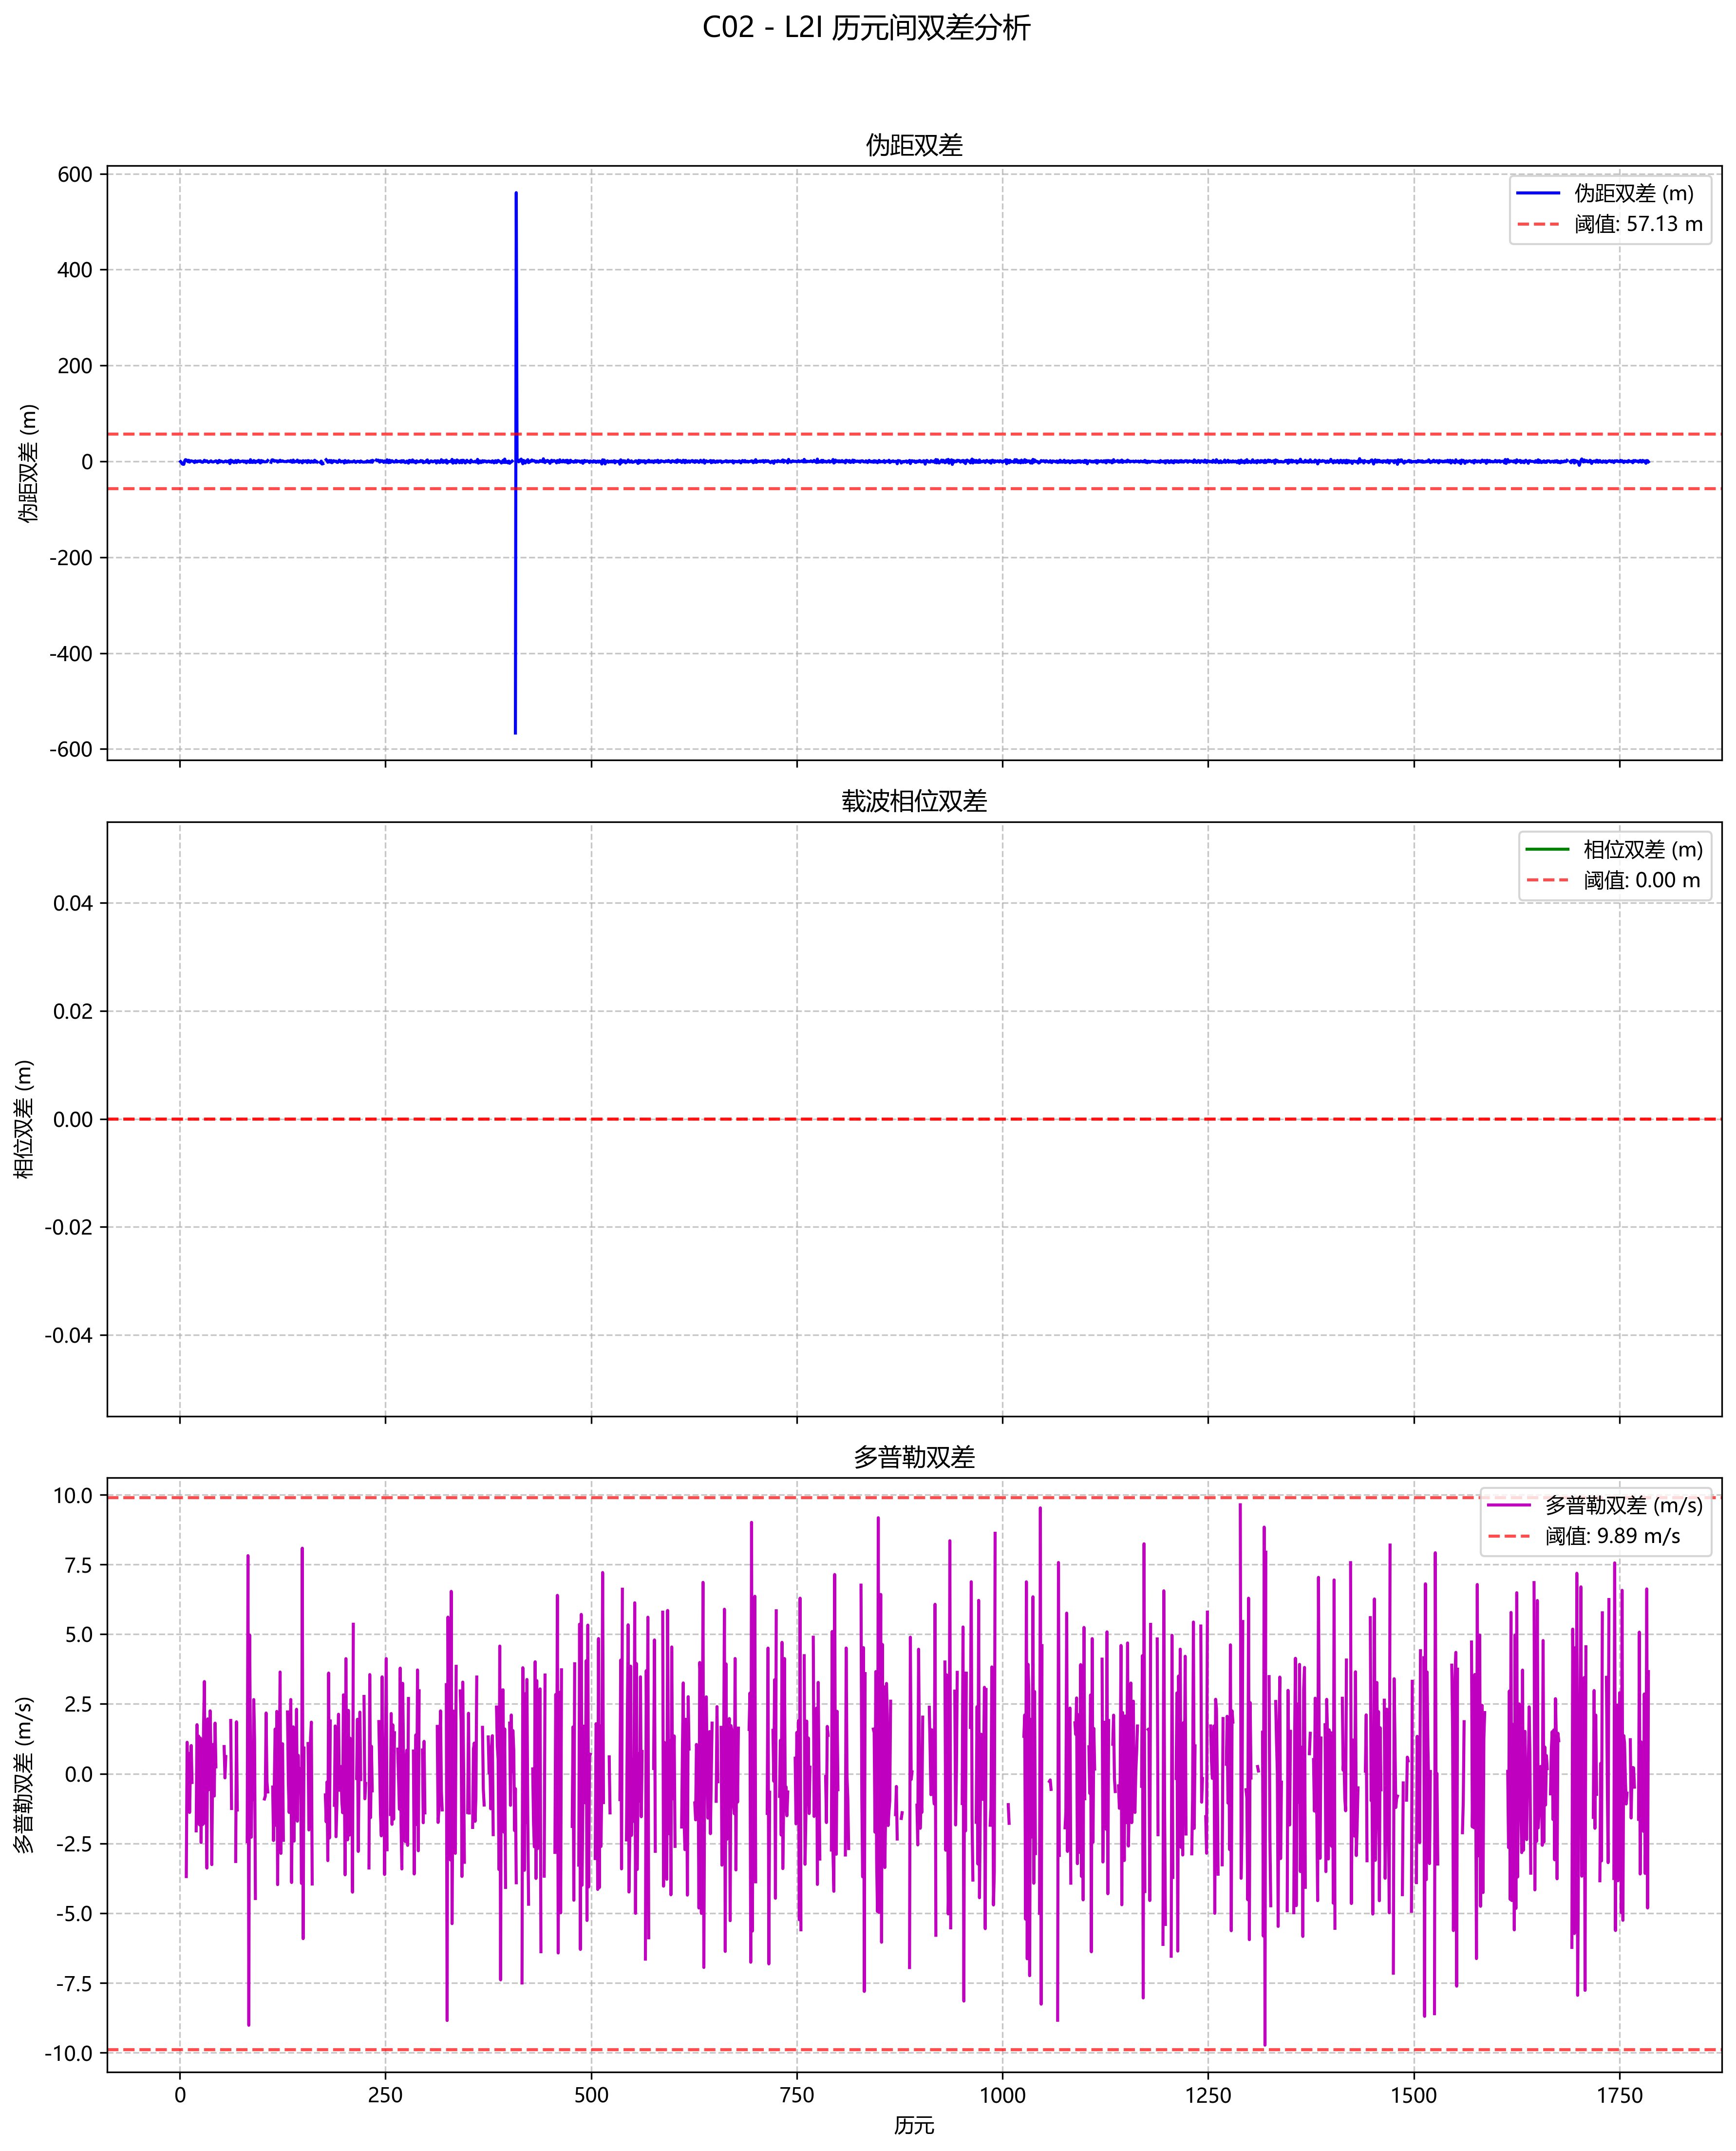 C02 - L2I 历元间双差分析
伪距双差
伪距双差 (m)
600
400
200
0
-200
-400
-600
伪距双差 (m)
阈值: 57.13 m
载波相位双差
相位双差 (m)
0.04
0.02
0.00
-0.02
-0.04
相位双差 (m)
阈值: 0.00 m
多普勒双差
多普勒双差 (m/s)
10.0
7.5
5.0
2.5
0.0
-2.5
-5.0
-7.5
-10.0
多普勒双差 (m/s)
阈值: 9.89 m/s
0 250 500 750 1000 1250 1500 1750
历元